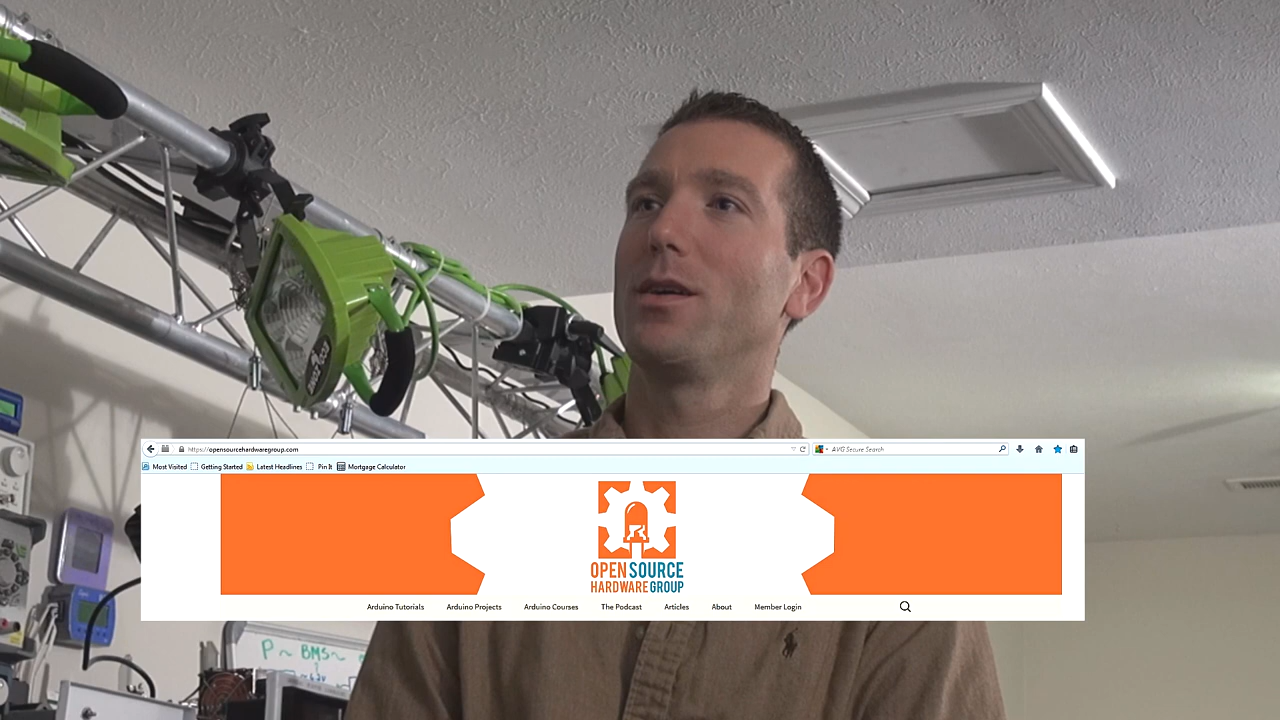 https://opensourcehardwaregroup.com
AVG Secure Search
Most Visited Getting Started Latest Headlines Pin It Mortgage Calculator
OPEN SOURCE
HARDWARE GROUP
Arduino Tutorials Arduino Projects Arduino Courses The Podcast Articles About Member Login
P ~ BMS ~